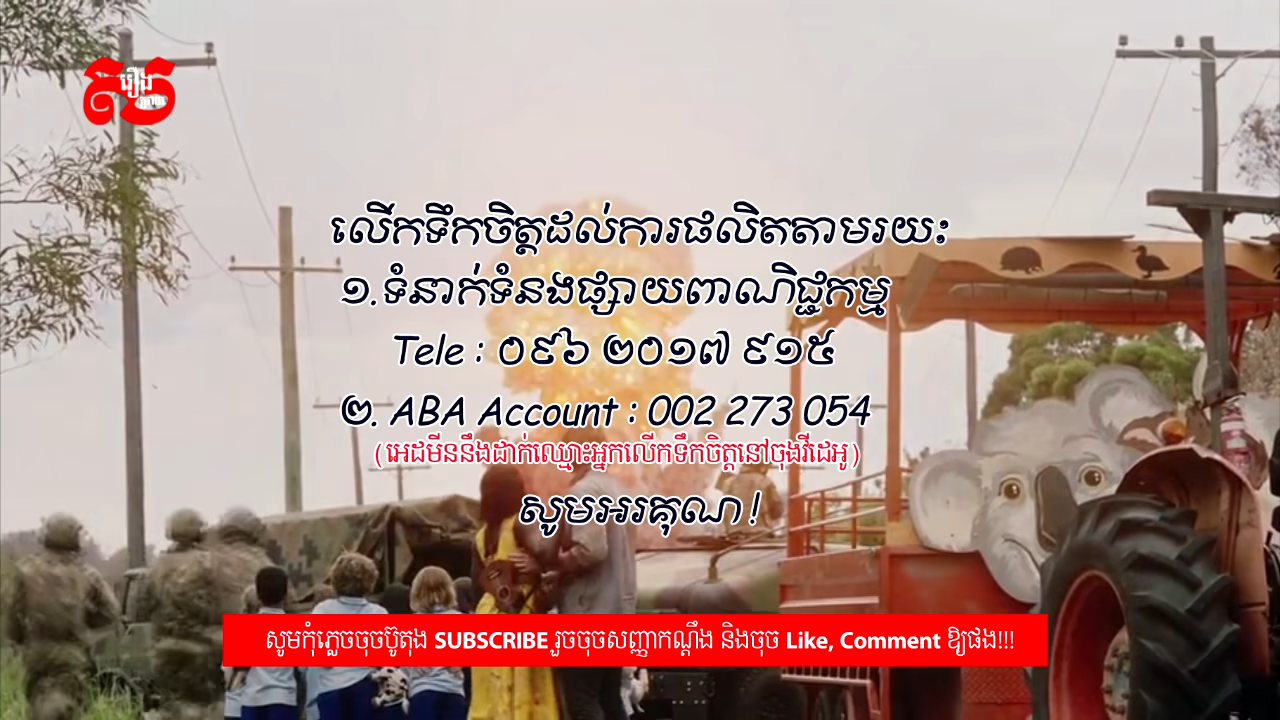 រឿង
លើកទឹកចិត្តដល់ការផលិតតាមរយៈ
១.ទំនាក់ទំនងផ្សាយពាណិជ្ជកម្ម
Tele : ០៩៦ ២០១៧ ៩១៥
២. ABA Account : 002 273 054
(អេដមីននឹងដាក់ឈ្មោះអ្នកលើកទឹកចិត្តនៅចុងវីដេអូ)
សូមអរគុណ!
សូមកុំភ្លេចចុចប៊ូតុង SUBSCRIBE រួចចុចសញ្ញាកណ្ដឹង និងចុច Like, Comment ឱ្យផង!!!